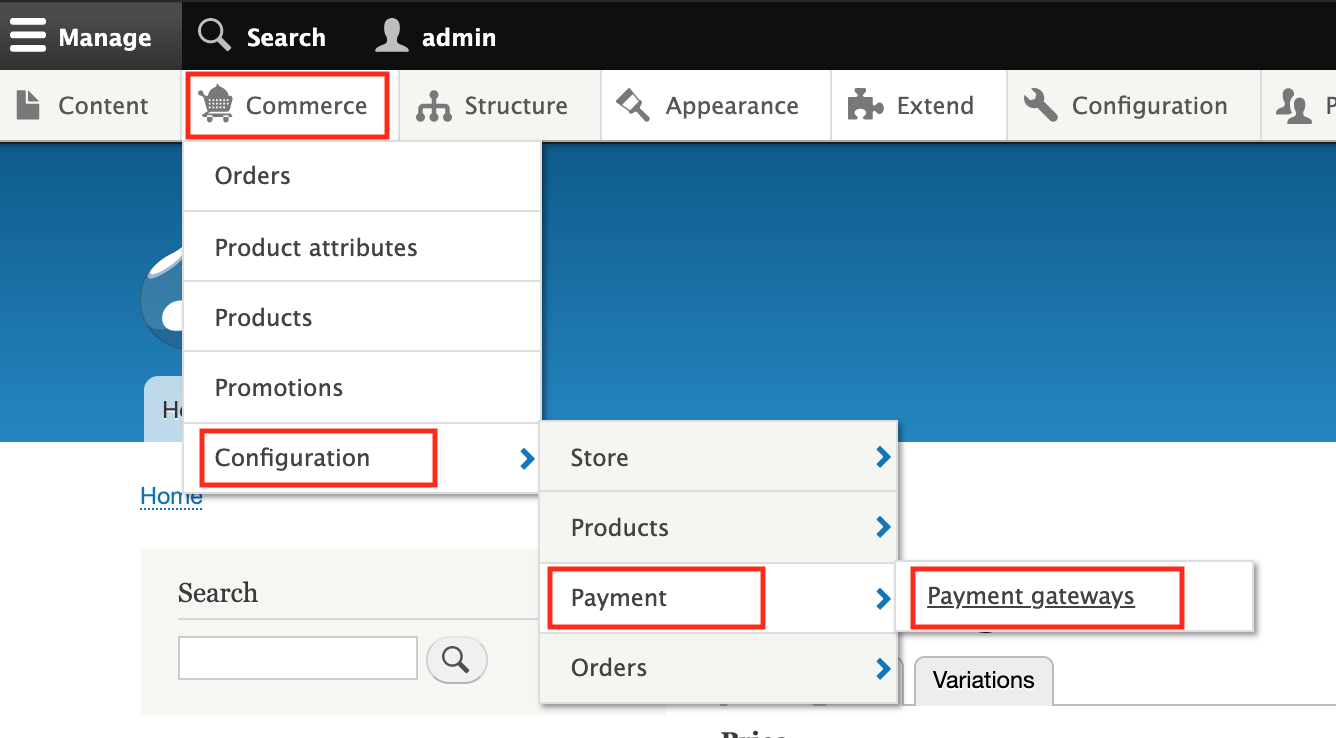 Manage Search admin
Content Commerce Structure Appearance Extend Configuration
Orders
Product attributes
Products
Promotions
Configuration
Store
Products
Payment
Payment gateways
Orders
Home
Search
Variations